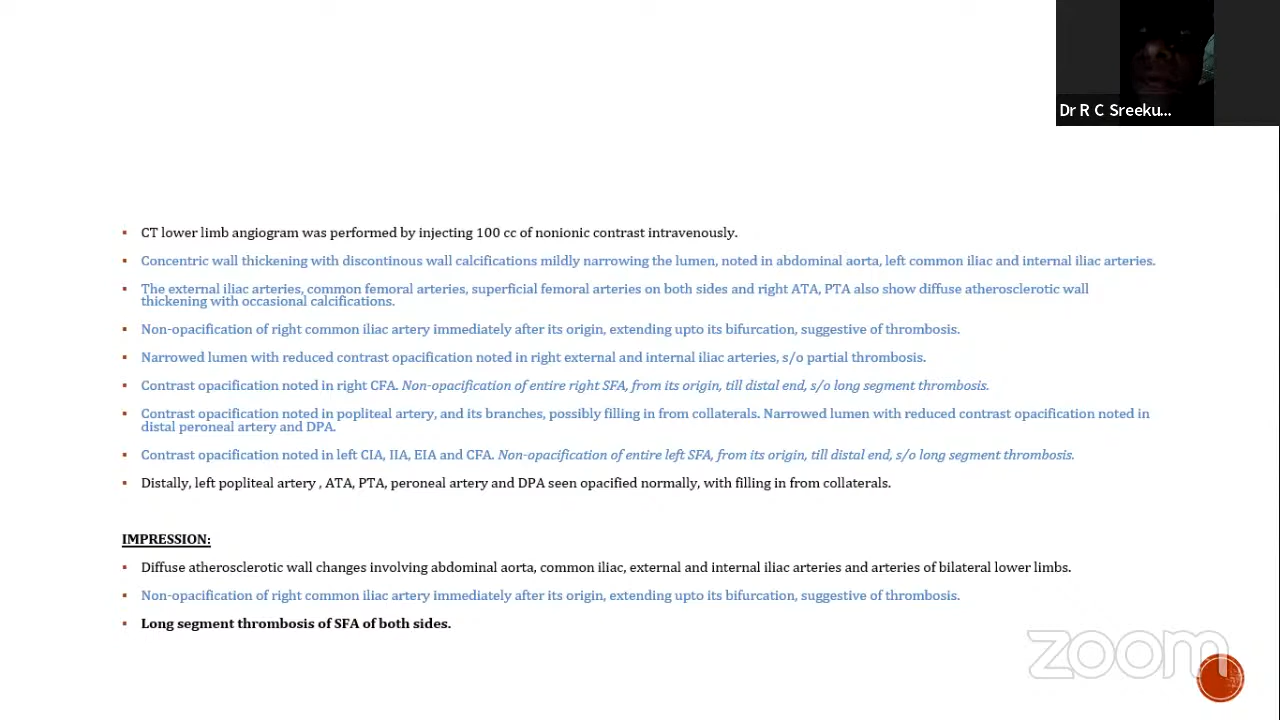 Dr R C Sreeku...
▪ CT lower limb angiogram was performed by injecting 100 cc of nonionic contrast intravenously.
▪ Concentric wall thickening with discontinous wall calcifications mildly narrowing the lumen, noted in abdominal aorta, left common iliac and internal iliac arteries.
▪ The external iliac arteries, common femoral arteries, superficial femoral arteries on both sides and right ATA, PTA also show diffuse atherosclerotic wall
thickening with occasional calcifications.
▪ Non-opacification of right common iliac artery immediately after its origin, extending upto its bifurcation, suggestive of thrombosis.
▪ Narrowed lumen with reduced contrast opacification noted in right external and internal iliac arteries, s/o partial thrombosis.
▪ Contrast opacification noted in right CFA. Non-opacification of entire right SFA, from its origin, till distal end, s/o long segment thrombosis.
▪ Contrast opacification noted in popliteal artery, and its branches, possibly filling in from collaterals. Narrowed lumen with reduced contrast opacification noted in
distal peroneal artery and DPA.
▪ Contrast opacification noted in left CIA, IIA, EIA and CFA. Non-opacification of entire left SFA, from its origin, till distal end, s/o long segment thrombosis.
▪ Distally, left popliteal artery , ATA, PTA, peroneal artery and DPA seen opacified normally, with filling in from collaterals.
IMPRESSION:
▪ Diffuse atherosclerotic wall changes involving abdominal aorta, common iliac, external and internal iliac arteries and arteries of bilateral lower limbs.
▪ Non-opacification of right common iliac artery immediately after its origin, extending upto its bifurcation, suggestive of thrombosis.
▪ Long segment thrombosis of SFA of both sides.
zoom